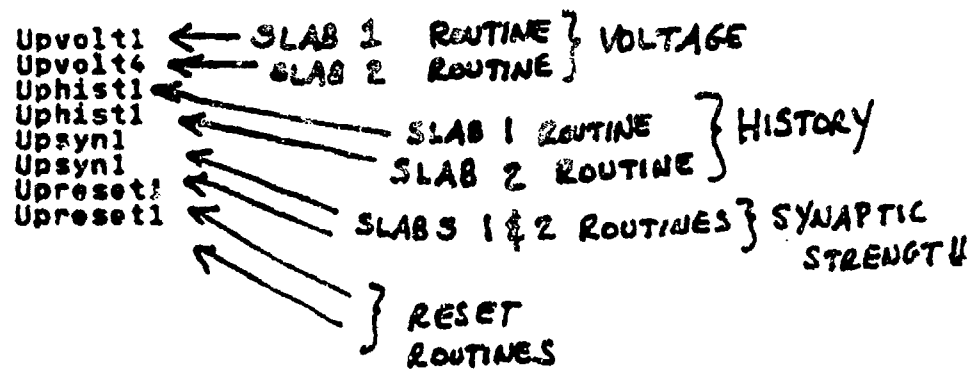 Upvolt1 ← SLAB 1 ROUTINE } VOLTAGE
Upvolt4 ← SLAB 2 ROUTINE
Uphist1
Uphist1
Upsyn1
Upsyn1
Upreset1
Upreset1
SLAB 1 ROUTINE } HISTORY
SLAB 2 ROUTINE
SLABS 1 & 2 ROUTINES } SYNAPTIC
STRENGTH
} RESET
ROUTINES